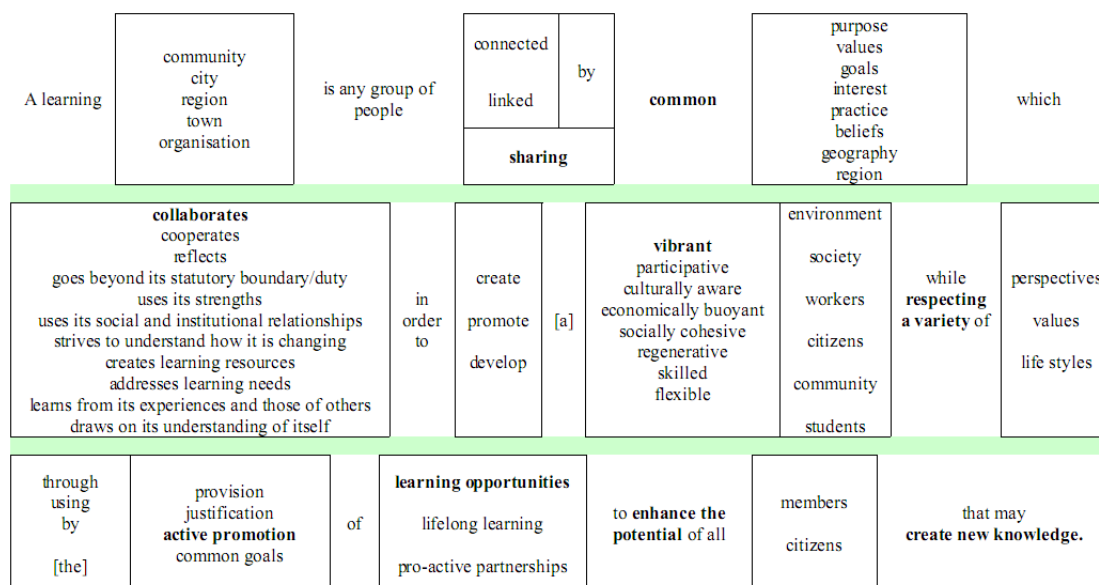 A learning
community
city
region
town
organisation
is any group of
people
connected
linked
by
sharing
common
purpose
values
goals
interest
practice
beliefs
geography
region
which
collaborates
cooperates
reflects
goes beyond its statutory boundary/duty
uses its strengths
uses its social and institutional relationships
strives to understand how it is changing
creates learning resources
addresses learning needs
learns from its experiences and those of others
draws on its understanding of itself
in
order
to
create
promote
develop
[a]
vibrant
participative
culturally aware
economically buoyant
socially cohesive
regenerative
skilled
flexible
environment
society
workers
citizens
community
students
while
respecting
a variety of
perspectives
values
life styles
through
using
by
[the]
provision
justification
active promotion
common goals
of
learning opportunities
lifelong learning
pro-active partnerships
to enhance the
potential of all
members
citizens
that may
create new knowledge.